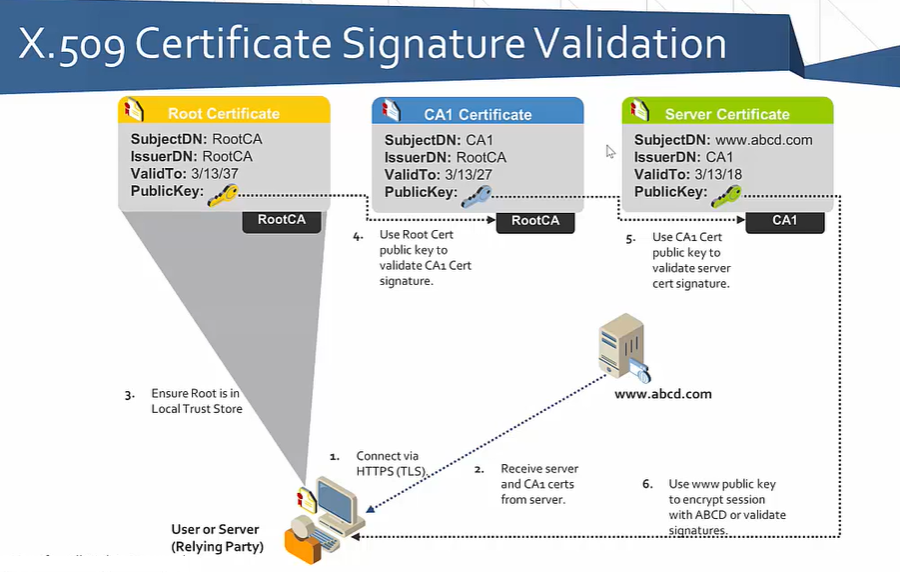 X.509 Certificate Signature Validation
Root Certificate
SubjectDN: RootCA
IssuerDN: RootCA
ValidTo: 3/13/37
PublicKey:
RootCA
CA1 Certificate
SubjectDN: CA1
IssuerDN: RootCA
ValidTo: 3/13/27
PublicKey:
RootCA
Server Certificate
SubjectDN: www.abcd.com
IssuerDN: CA1
ValidTo: 3/13/18
PublicKey:
CA1
4. Use Root Cert
public key to
validate CA1 Cert
signature.
5. Use CA1 Cert
public key to
validate server
cert signature.
www.abcd.com
3. Ensure Root is in
Local Trust Store
1. Connect via
HTTPS (TLS).
2. Receive server
and CA1 certs
from server.
6. Use www public key
to encrypt session
with ABCD or validate
signatures.
User or Server
(Relying Party)